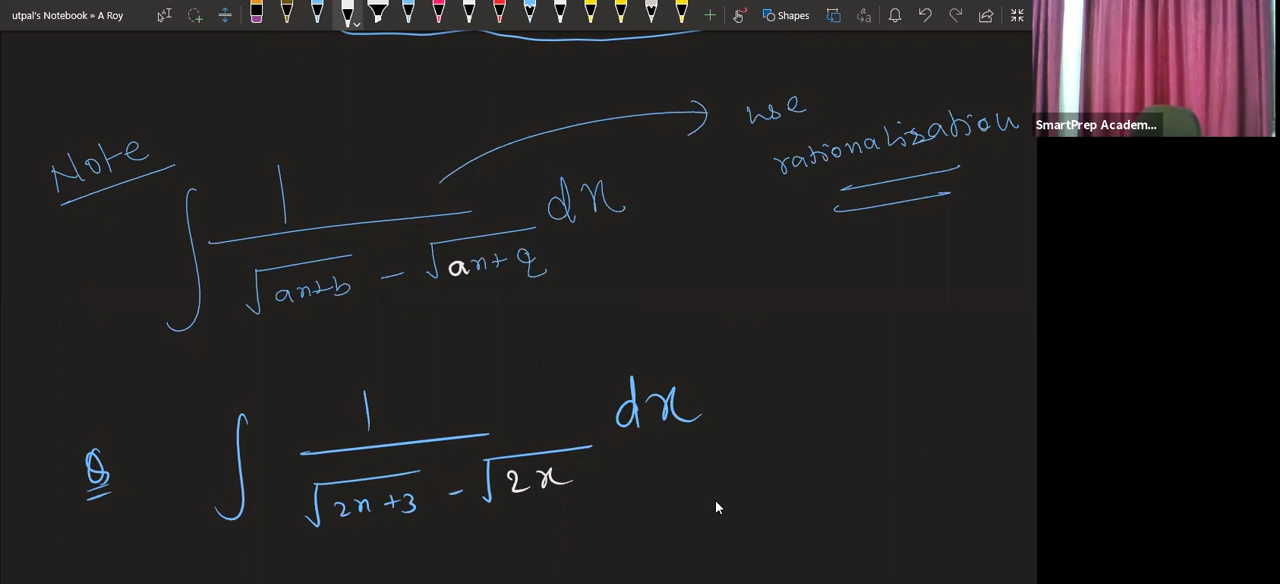 utpal's Notebook » A Roy
Shapes
SmartPrep Academ...
Note
∫ 1/(√(ax+b) - √(ax+q)) dx → use
rationalisation
Q ∫ 1/(√(2x+3) - √(2x)) dx